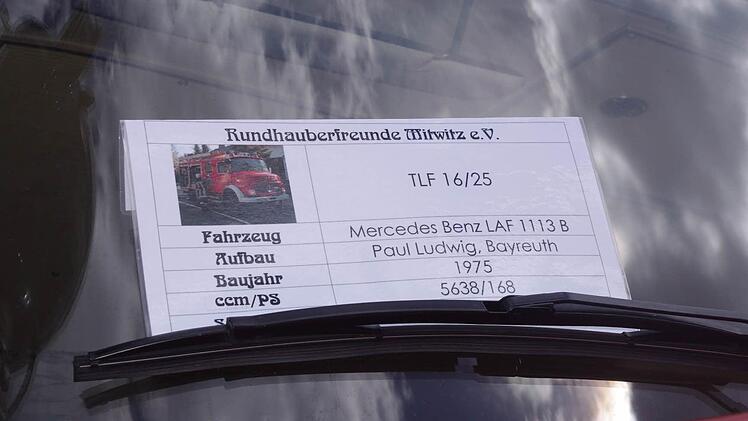 Rundhauberfreunde Mitwitz e.V.
TLF 16/25
Fahrzeug Mercedes Benz LAF 1113 B
Aufbau Paul Ludwig, Bayreuth
Baujahr 1975
ccm/PS 5638/168